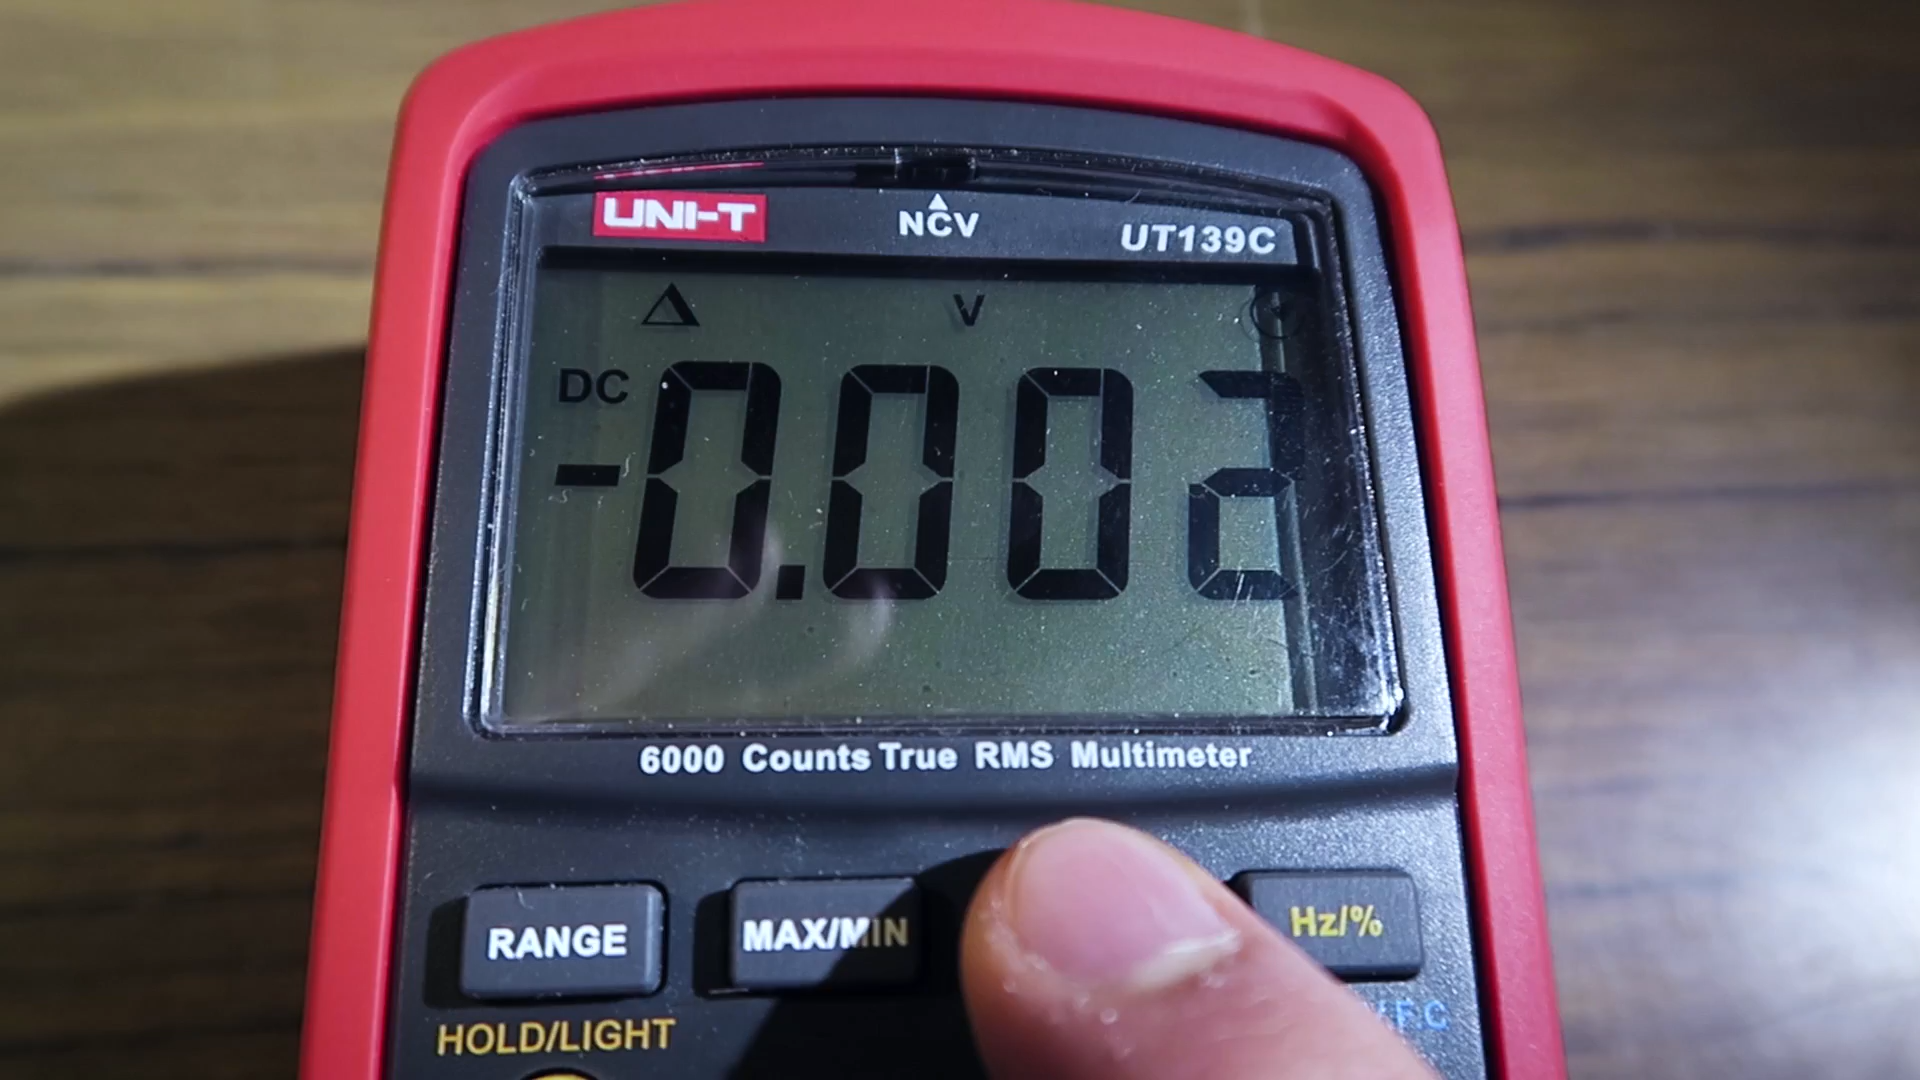 UNI-T
NCV
UT139C
Δ V
DC
-0.002
6000 Counts True RMS Multimeter
RANGE
MAX/MIN
Hz/%
HOLD/LIGHT
F.C